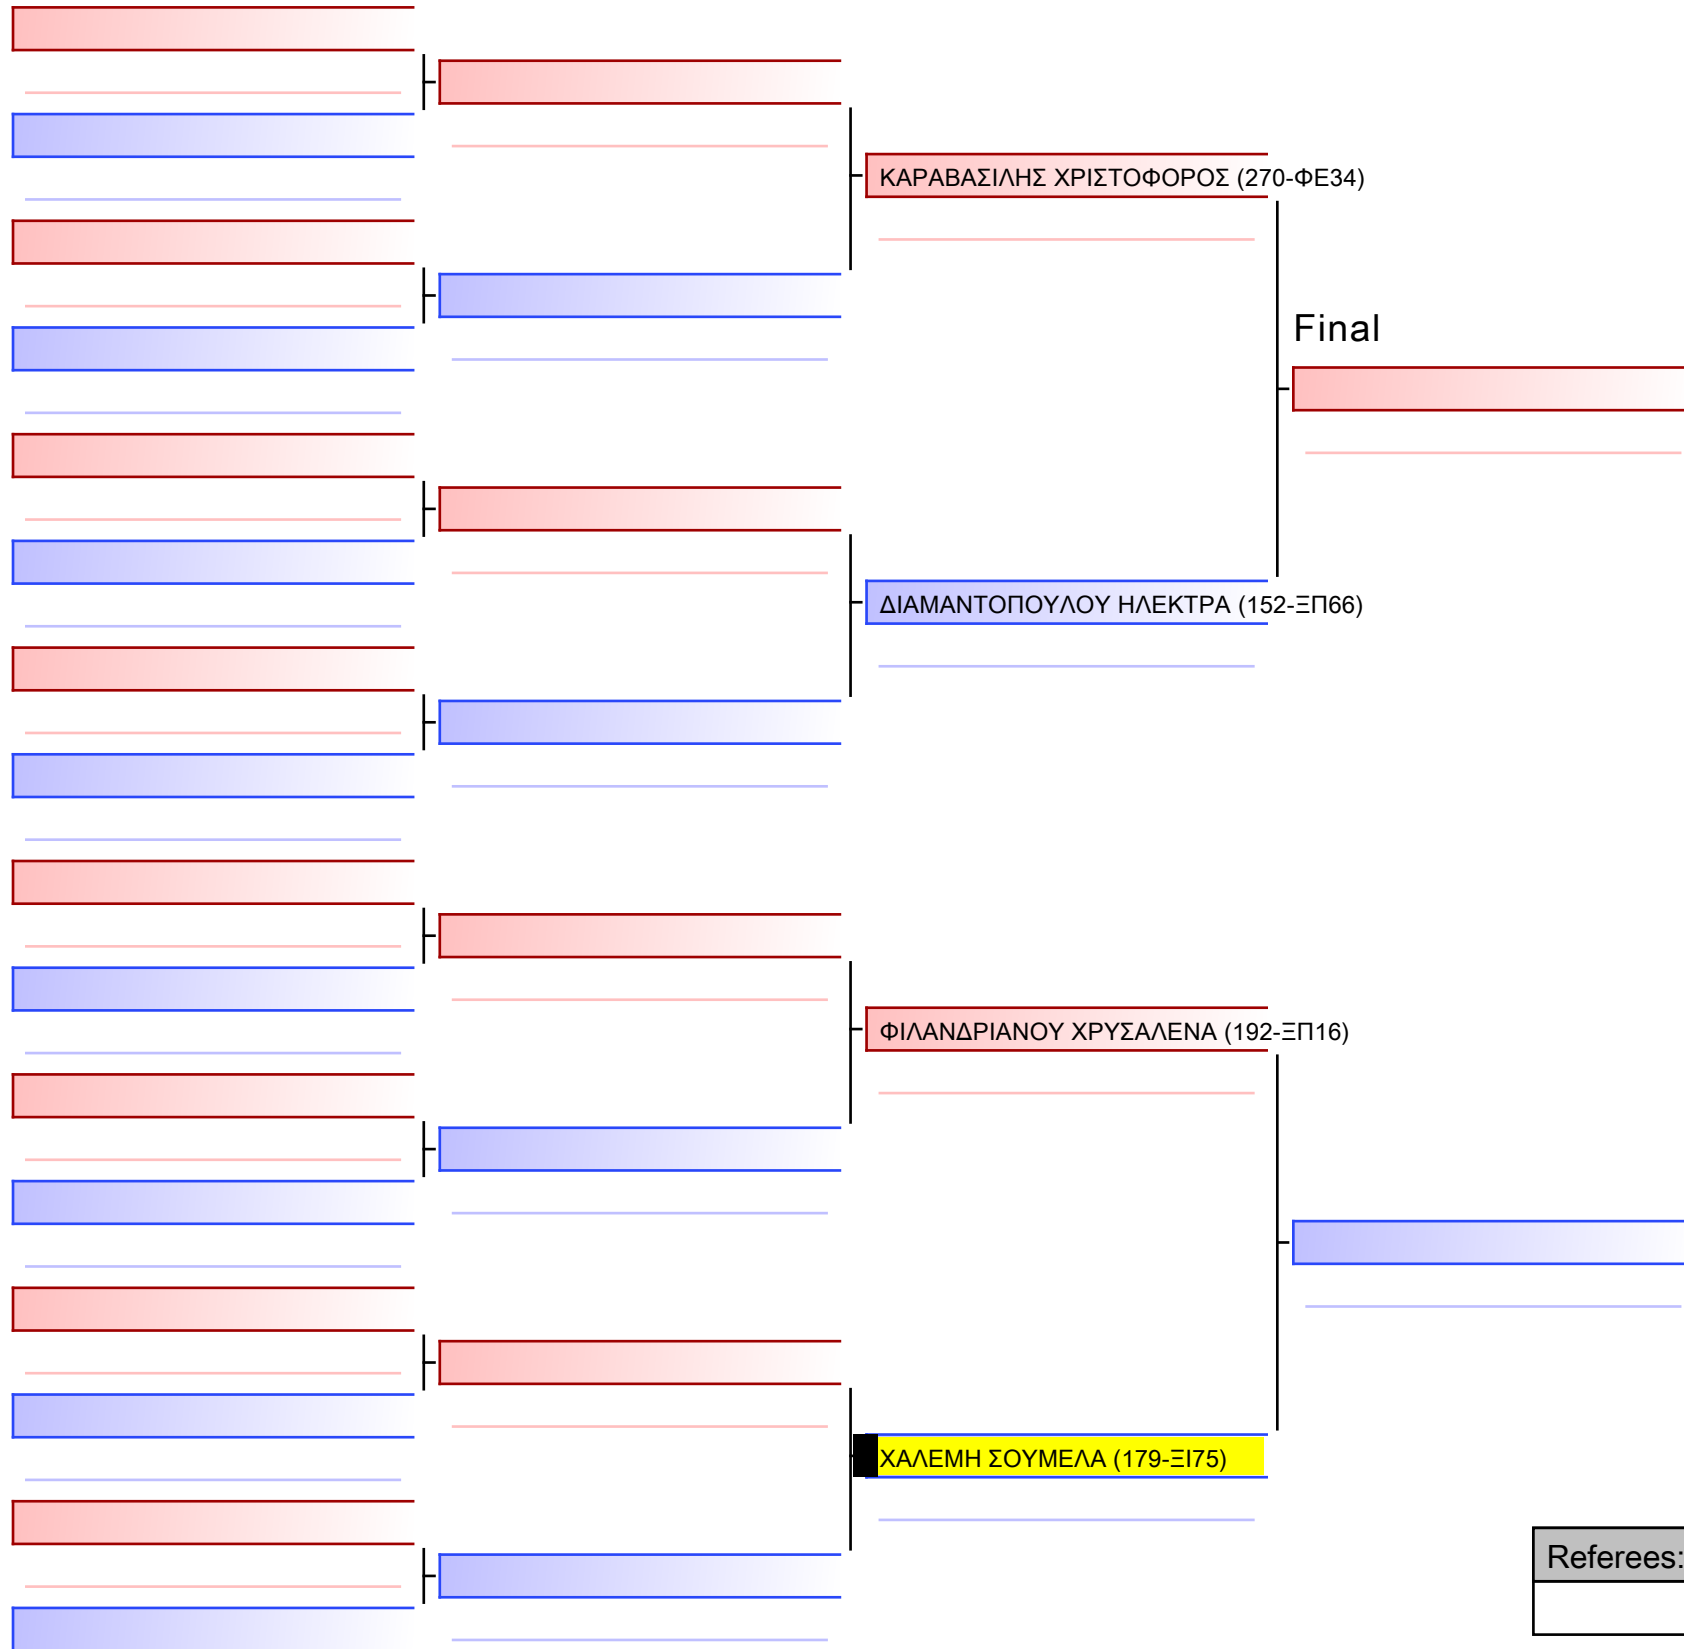 ΚΑΡΑΒΑΣΙΛΗΣ ΧΡΙΣΤΟΦΟΡΟΣ (270-ΦΕ34)
Final
ΔΙΑΜΑΝΤΟΠΟΥΛΟΥ ΗΛΕΚΤΡΑ (152-ΞΠ66)
ΦΙΛΑΝΔΡΙΑΝΟΥ ΧΡΥΣΑΛΕΝΑ (192-ΞΠ16)
ΧΑΛΕΜΗ ΣΟΥΜΕΛΑ (179-ΞΙ75)
Referees: